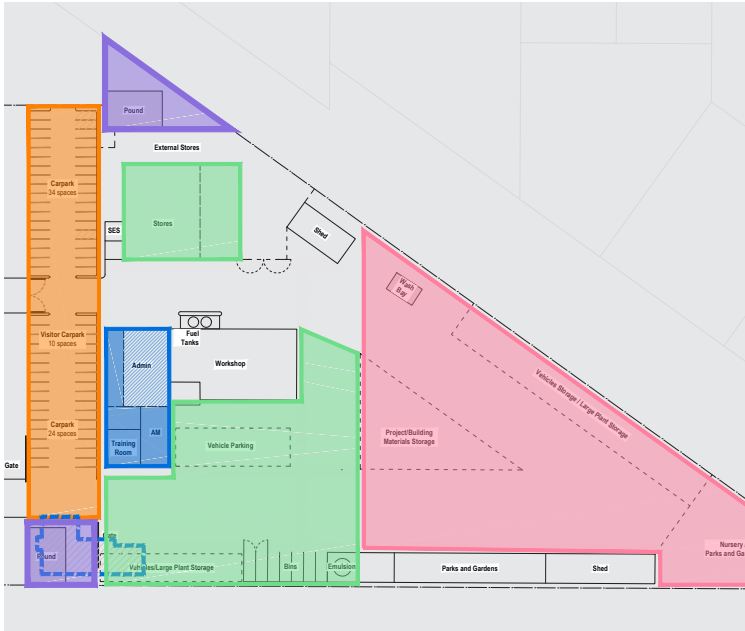 Pound
External Stores
Carpark
34 spaces
Stores
SES
Shed
Wash
Bay
Fuel
Tanks
Visitor Carpark
10 spaces
Admin
Workshop
Vehicles Storage / Large Plant Storage
Carpark
24 spaces
Training
Room
AM
Vehicle Parking
Project/Building
Materials Storage
Gate
Pound
Vehicles/Large Plant Storage
Bins
Emulsion
Parks and Gardens
Shed
Nursery
Parks and Ga